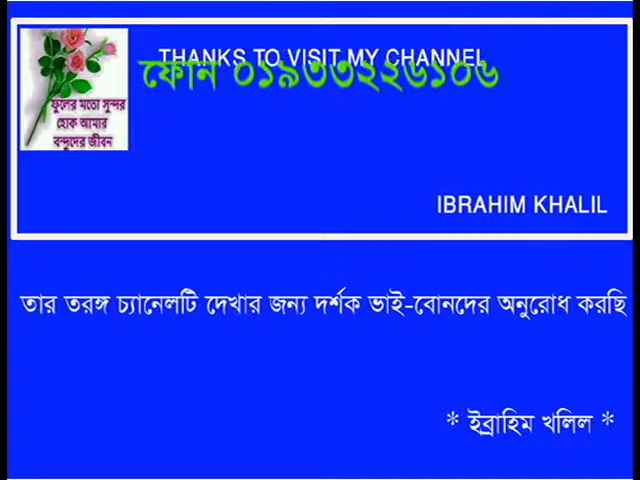 THANKS TO VISIT MY CHANNEL
ফোন ০১৯৩৩২২৬১০৬
ফুলের মতো সুন্দর
হোক আমার
বন্দুদের জীবন
IBRAHIM KHALIL
তার তরঙ্গ চ্যানেলটি দেখার জন্য দর্শক ভাই-বোনদের অনুরোধ করছি
* ইব্রাহিম খলিল *